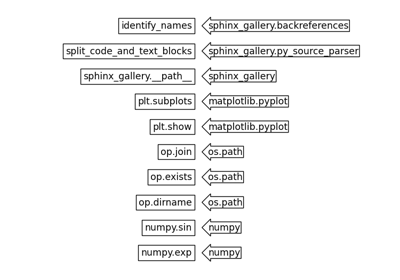 identify_names sphinx_gallery.backreferences
split_code_and_text_blocks sphinx_gallery.py_source_parser
sphinx_gallery.__path__ sphinx_gallery
plt.subplots matplotlib.pyplot
plt.show matplotlib.pyplot
op.join os.path
op.exists os.path
op.dirname os.path
numpy.sin numpy
numpy.exp numpy